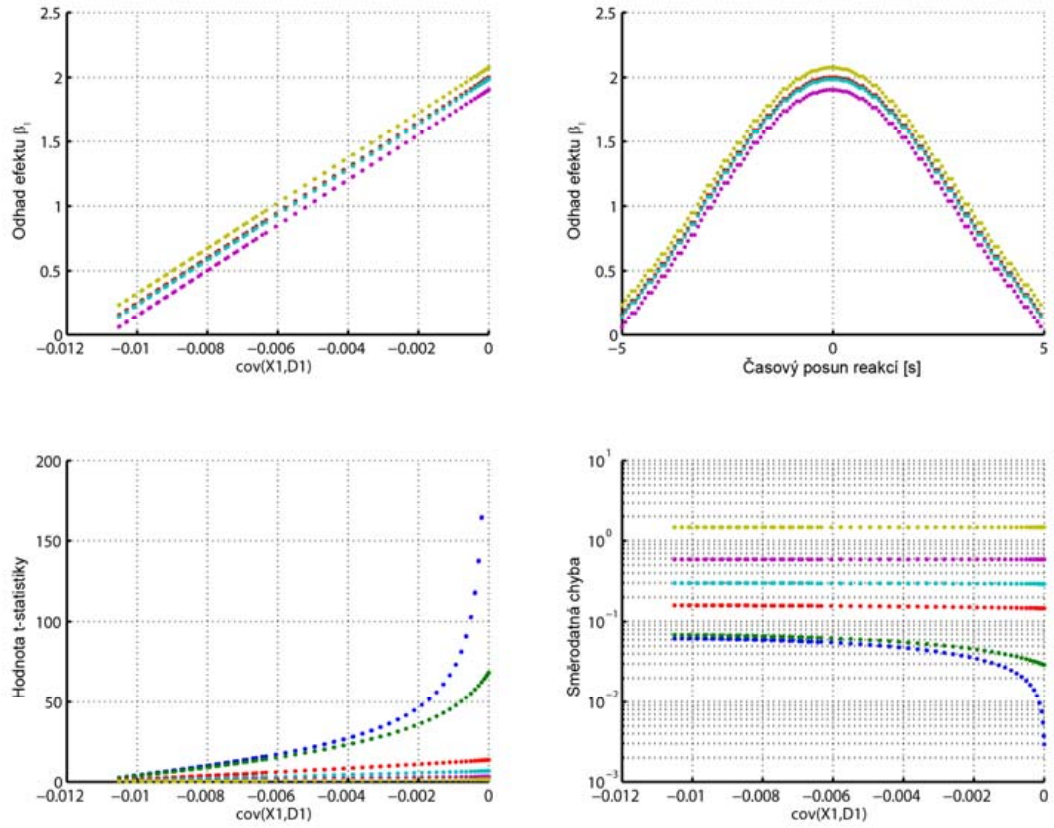 2.5
2
1.5
1
0.5
0
Odhad efektu β₁
−0.012 −0.01 −0.008 −0.006 −0.004 −0.002 0
cov(X1,D1)
2.5
2
1.5
1
0.5
0
Odhad efektu β₁
−5 0 5
Časový posun reakcí [s]
200
150
100
50
0
Hodnota t-statistiky
−0.012 −0.01 −0.008 −0.006 −0.004 −0.002 0
cov(X1,D1)
10¹
10⁰
10⁻¹
10⁻²
10⁻³
Směrodatná chyba
−0.012 −0.01 −0.008 −0.006 −0.004 −0.002 0
cov(X1,D1)